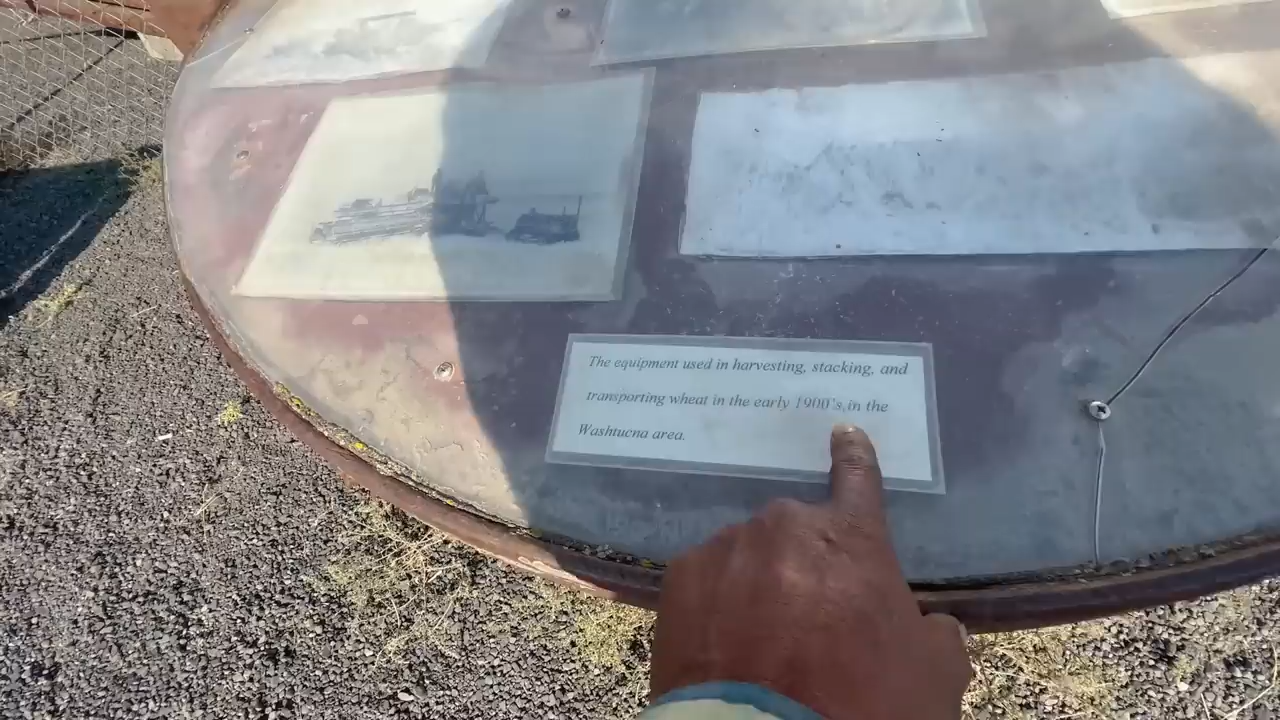 The equipment used in harvesting, stacking, and
transporting wheat in the early 1900's in the
Washtucna area.